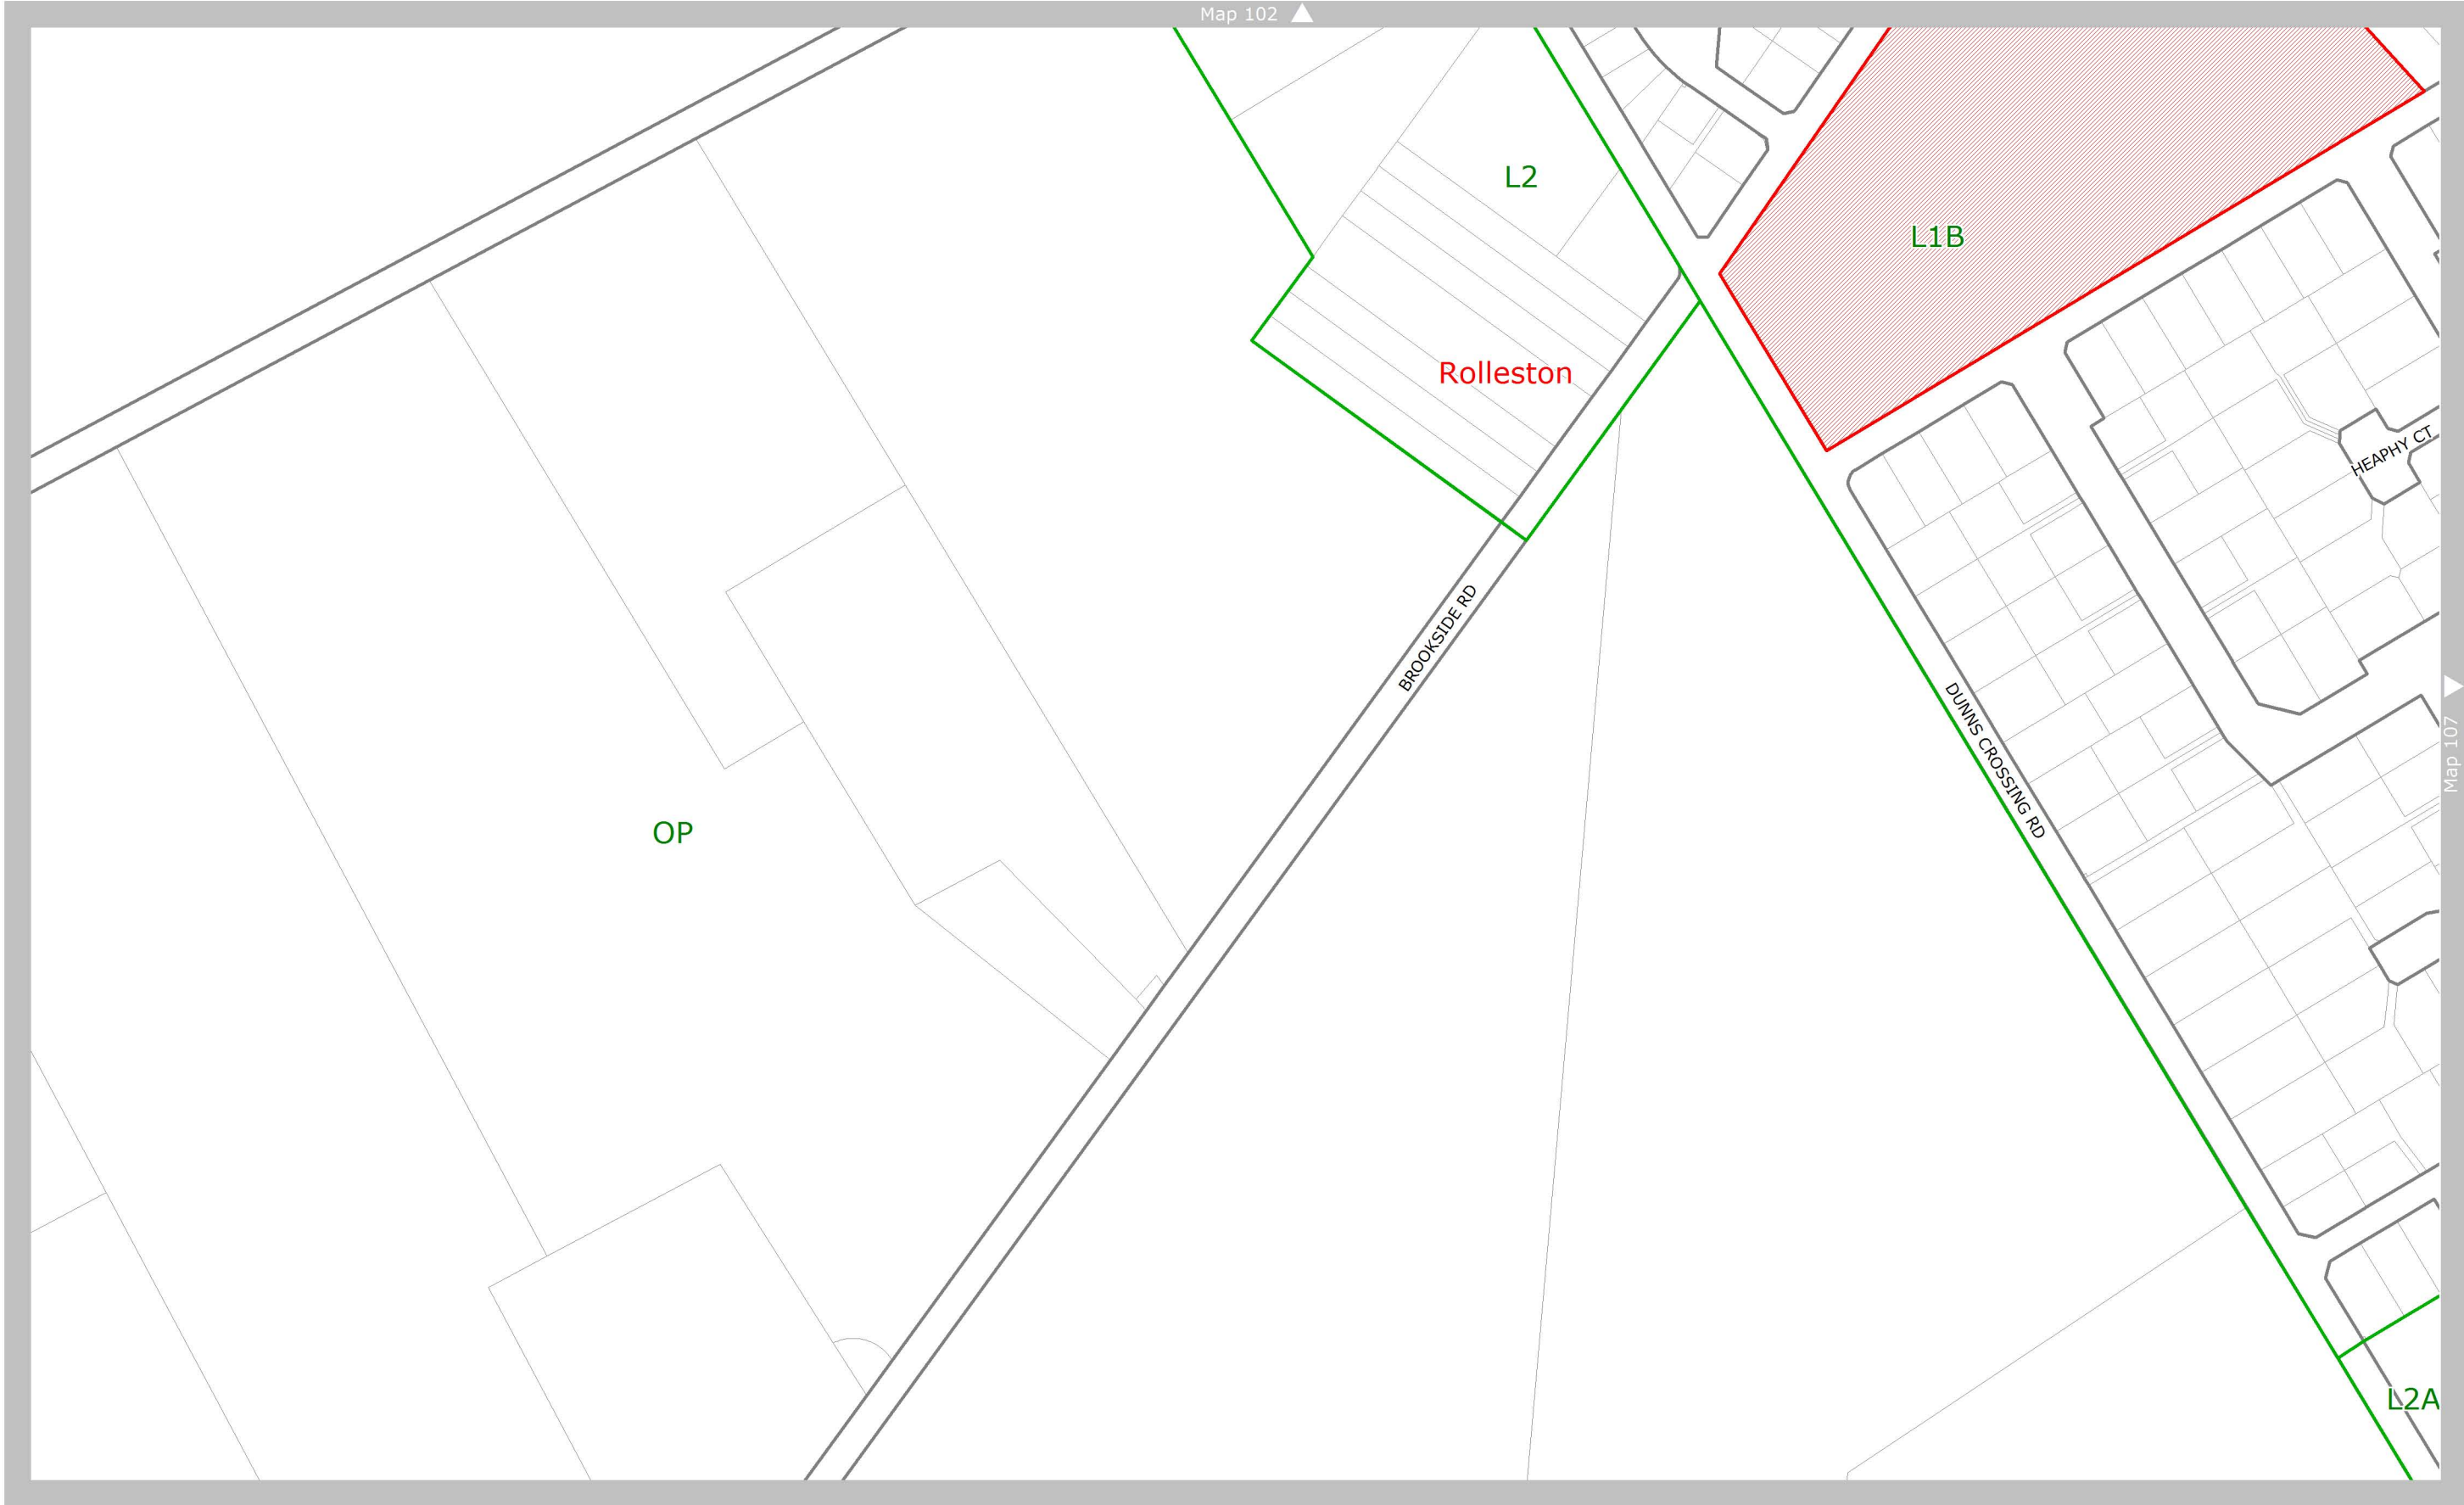 Map 102
L2
L1B
Rolleston
HEAPHY CT
BROOKSIDE RD
DUNNS CROSSING RD
Map 107
OP
L2A